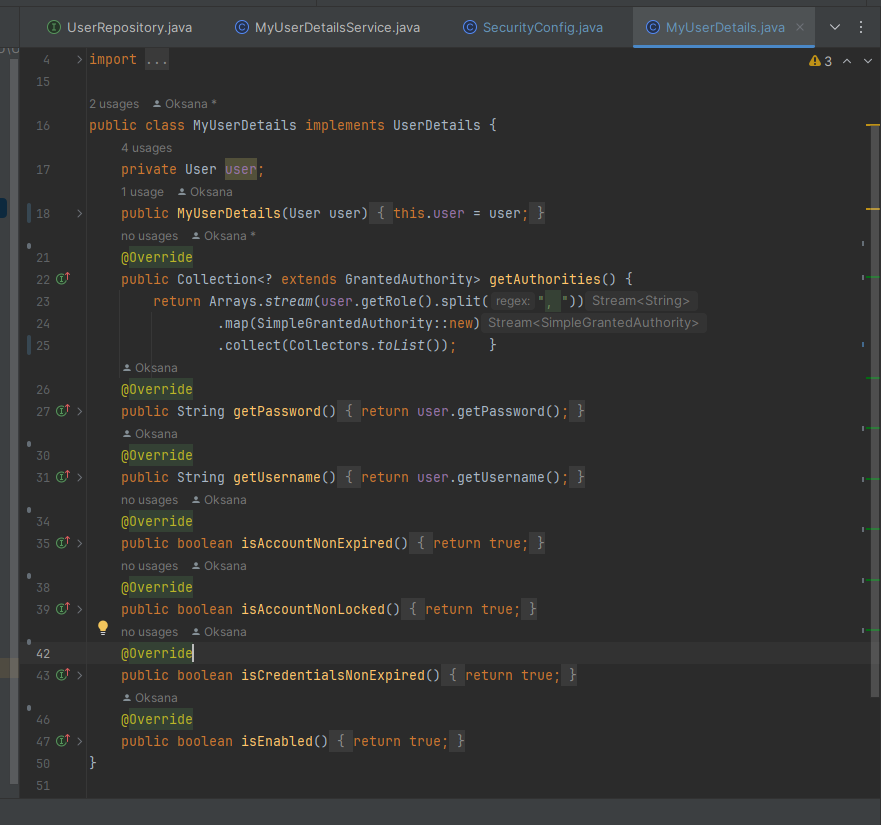 UserRepository.java MyUserDetailsService.java SecurityConfig.java MyUserDetails.java
4 import ...
3
15
2 usages Oksana *
16 public class MyUserDetails implements UserDetails {
4 usages
17 private User user;
1 usage Oksana
18 public MyUserDetails(User user) { this.user = user; }
no usages Oksana *
21 @Override
22 public Collection<? extends GrantedAuthority> getAuthorities() {
23 return Arrays.stream(user.getRole().split( regex: ", ")) Stream<String>
24 .map(SimpleGrantedAuthority::new) Stream<SimpleGrantedAuthority>
25 .collect(Collectors.toList()); }
Oksana
26 @Override
27 public String getPassword() { return user.getPassword(); }
Oksana
30 @Override
31 public String getUsername() { return user.getUsername(); }
no usages Oksana
34 @Override
35 public boolean isAccountNonExpired() { return true; }
no usages Oksana
38 @Override
39 public boolean isAccountNonLocked() { return true; }
no usages Oksana
42 @Override
43 public boolean isCredentialsNonExpired() { return true; }
Oksana
46 @Override
47 public boolean isEnabled() { return true; }
50 }
51